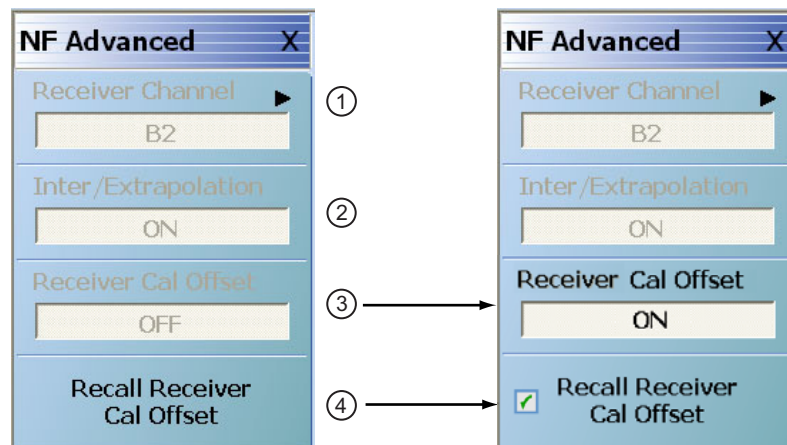 NF Advanced X
Receiver Channel
B2
Inter/Extrapolation
ON
Receiver Cal Offset
OFF
Recall Receiver
Cal Offset
①
②
③
④
NF Advanced X
Receiver Channel
B2
Inter/Extrapolation
ON
Receiver Cal Offset
ON
Recall Receiver
Cal Offset